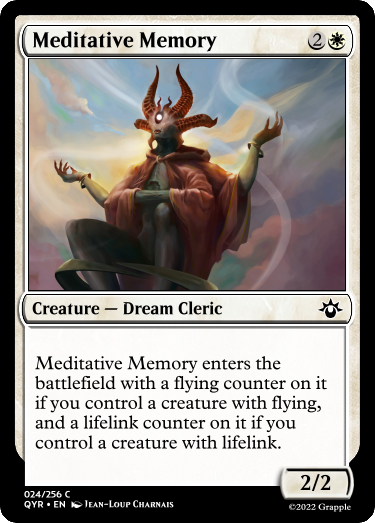 Meditative Memory 2
Creature — Dream Cleric
Meditative Memory enters the
battlefield with a flying counter on it
if you control a creature with flying,
and a lifelink counter on it if you
control a creature with lifelink.
2/2
024/256 C
QYR • EN Jean-Loup Charnais
©2022 Grapple